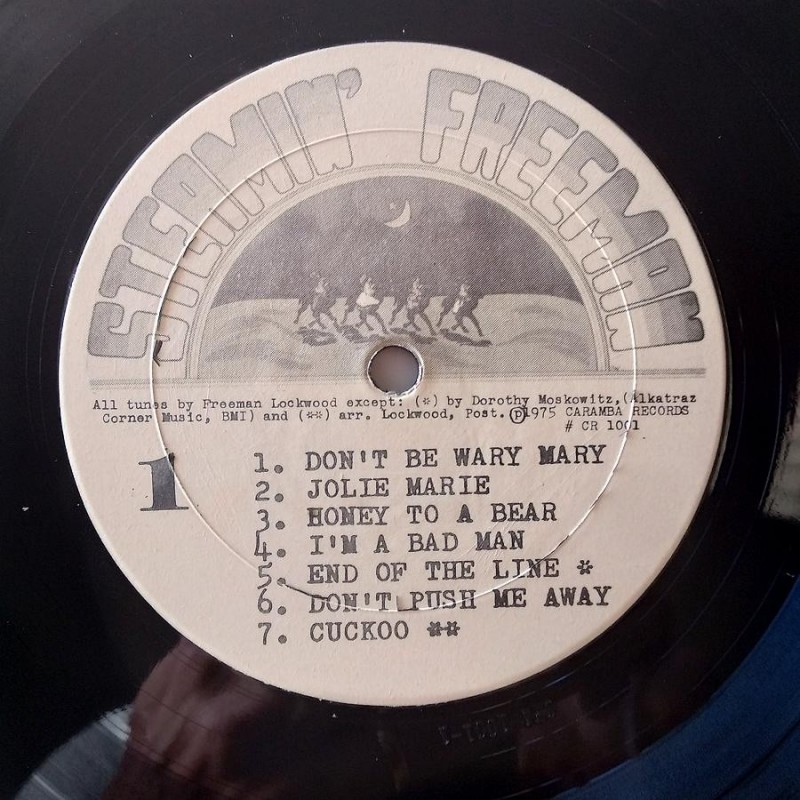 STEAMIN' FREEMAN
All tunes by Freeman Lockwood except: (*) by Dorothy Moskowitz,(Alkatraz
Corner Music, BMI) and (**) arr. Lockwood, Post. ℗1975 CARAMBA RECORDS
# CR 1001
1
1. DON'T BE WARY MARY
2. JOLIE MARIE
3. HONEY TO A BEAR
4. I'M A BAD MAN
5. END OF THE LINE *
6. DON'T PUSH ME AWAY
7. CUCKOO **